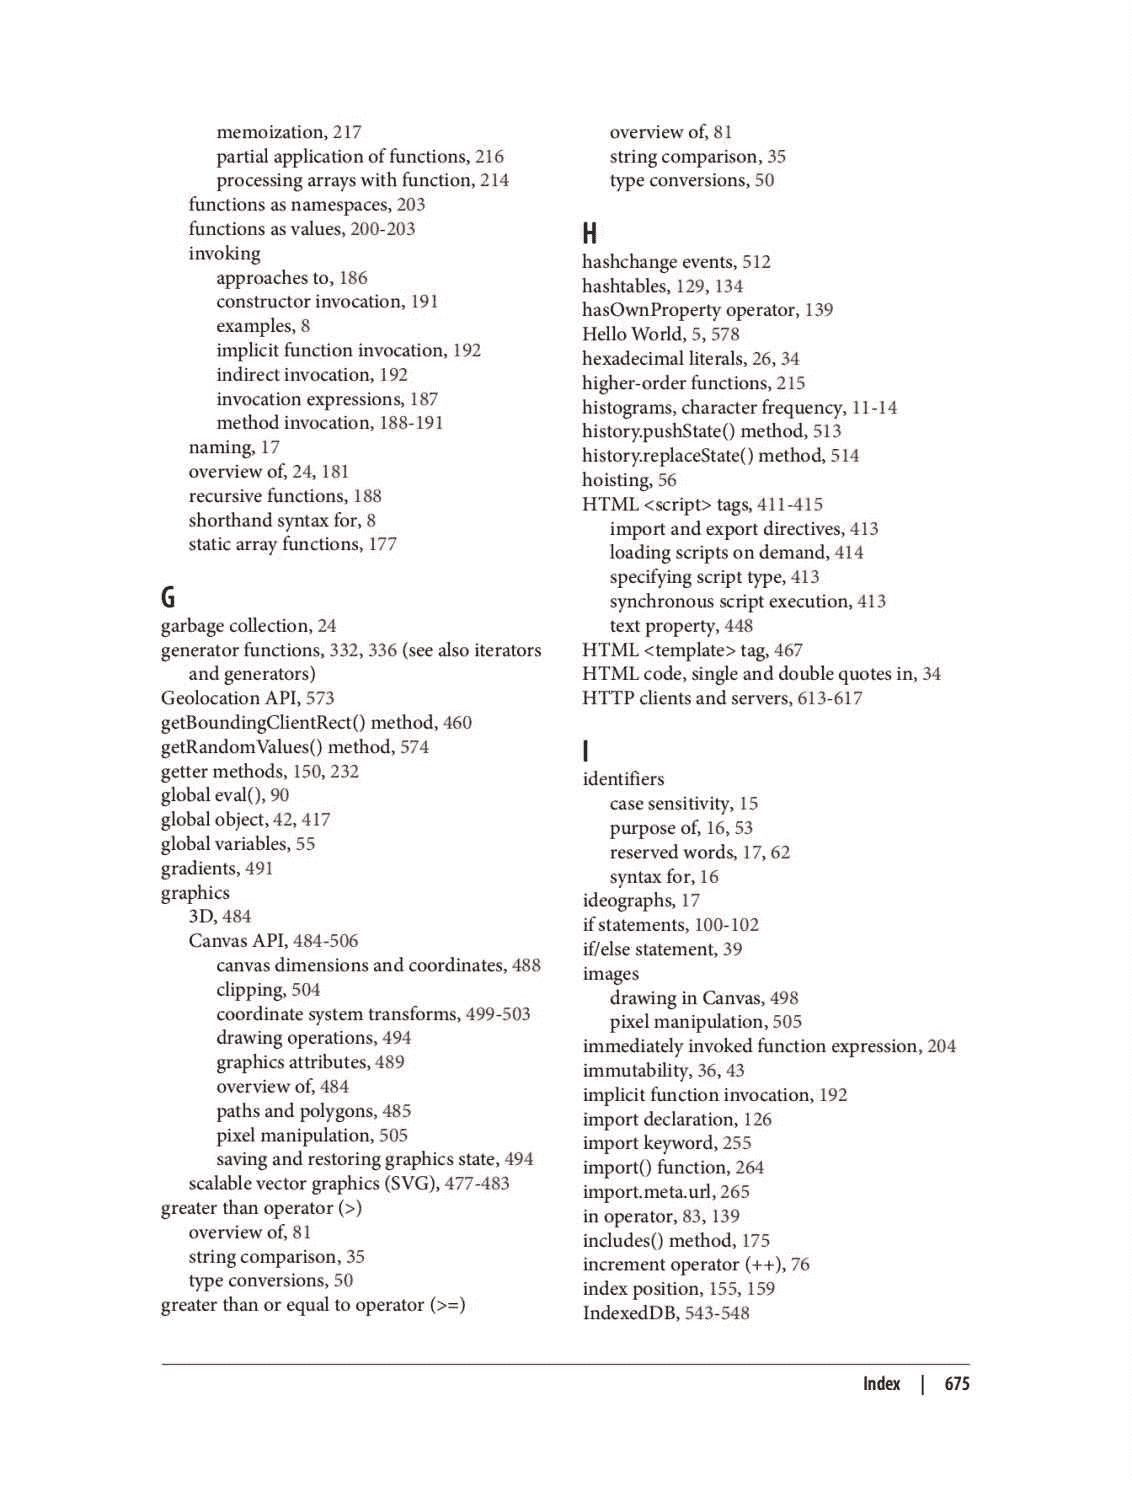 memoization, 217
partial application of functions, 216
processing arrays with function, 214
functions as namespaces, 203
functions as values, 200-203
invoking
approaches to, 186
constructor invocation, 191
examples, 8
implicit function invocation, 192
indirect invocation, 192
invocation expressions, 187
method invocation, 188-191
naming, 17
overview of, 24, 181
recursive functions, 188
shorthand syntax for, 8
static array functions, 177
G
garbage collection, 24
generator functions, 332, 336 (see also iterators
and generators)
Geolocation API, 573
getBoundingClientRect() method, 460
getRandomValues() method, 574
getter methods, 150, 232
global eval(), 90
global object, 42, 417
global variables, 55
gradients, 491
graphics
3D, 484
Canvas API, 484-506
canvas dimensions and coordinates, 488
clipping, 504
coordinate system transforms, 499-503
drawing operations, 494
graphics attributes, 489
overview of, 484
paths and polygons, 485
pixel manipulation, 505
saving and restoring graphics state, 494
scalable vector graphics (SVG), 477-483
greater than operator (>)
overview of, 81
string comparison, 35
type conversions, 50
greater than or equal to operator (>=)
overview of, 81
string comparison, 35
type conversions, 50
H
hashchange events, 512
hashtables, 129, 134
hasOwnProperty operator, 139
Hello World, 5, 578
hexadecimal literals, 26, 34
higher-order functions, 215
histograms, character frequency, 11-14
history.pushState() method, 513
history.replaceState() method, 514
hoisting, 56
HTML <script> tags, 411-415
import and export directives, 413
loading scripts on demand, 414
specifying script type, 413
synchronous script execution, 413
text property, 448
HTML <template> tag, 467
HTML code, single and double quotes in, 34
HTTP clients and servers, 613-617
I
identifiers
case sensitivity, 15
purpose of, 16, 53
reserved words, 17, 62
syntax for, 16
ideographs, 17
if statements, 100-102
if/else statement, 39
images
drawing in Canvas, 498
pixel manipulation, 505
immediately invoked function expression, 204
immutability, 36, 43
implicit function invocation, 192
import declaration, 126
import keyword, 255
import() function, 264
import.meta.url, 265
in operator, 83, 139
includes() method, 175
increment operator (++), 76
index position, 155, 159
IndexedDB, 543-548
Index | 675